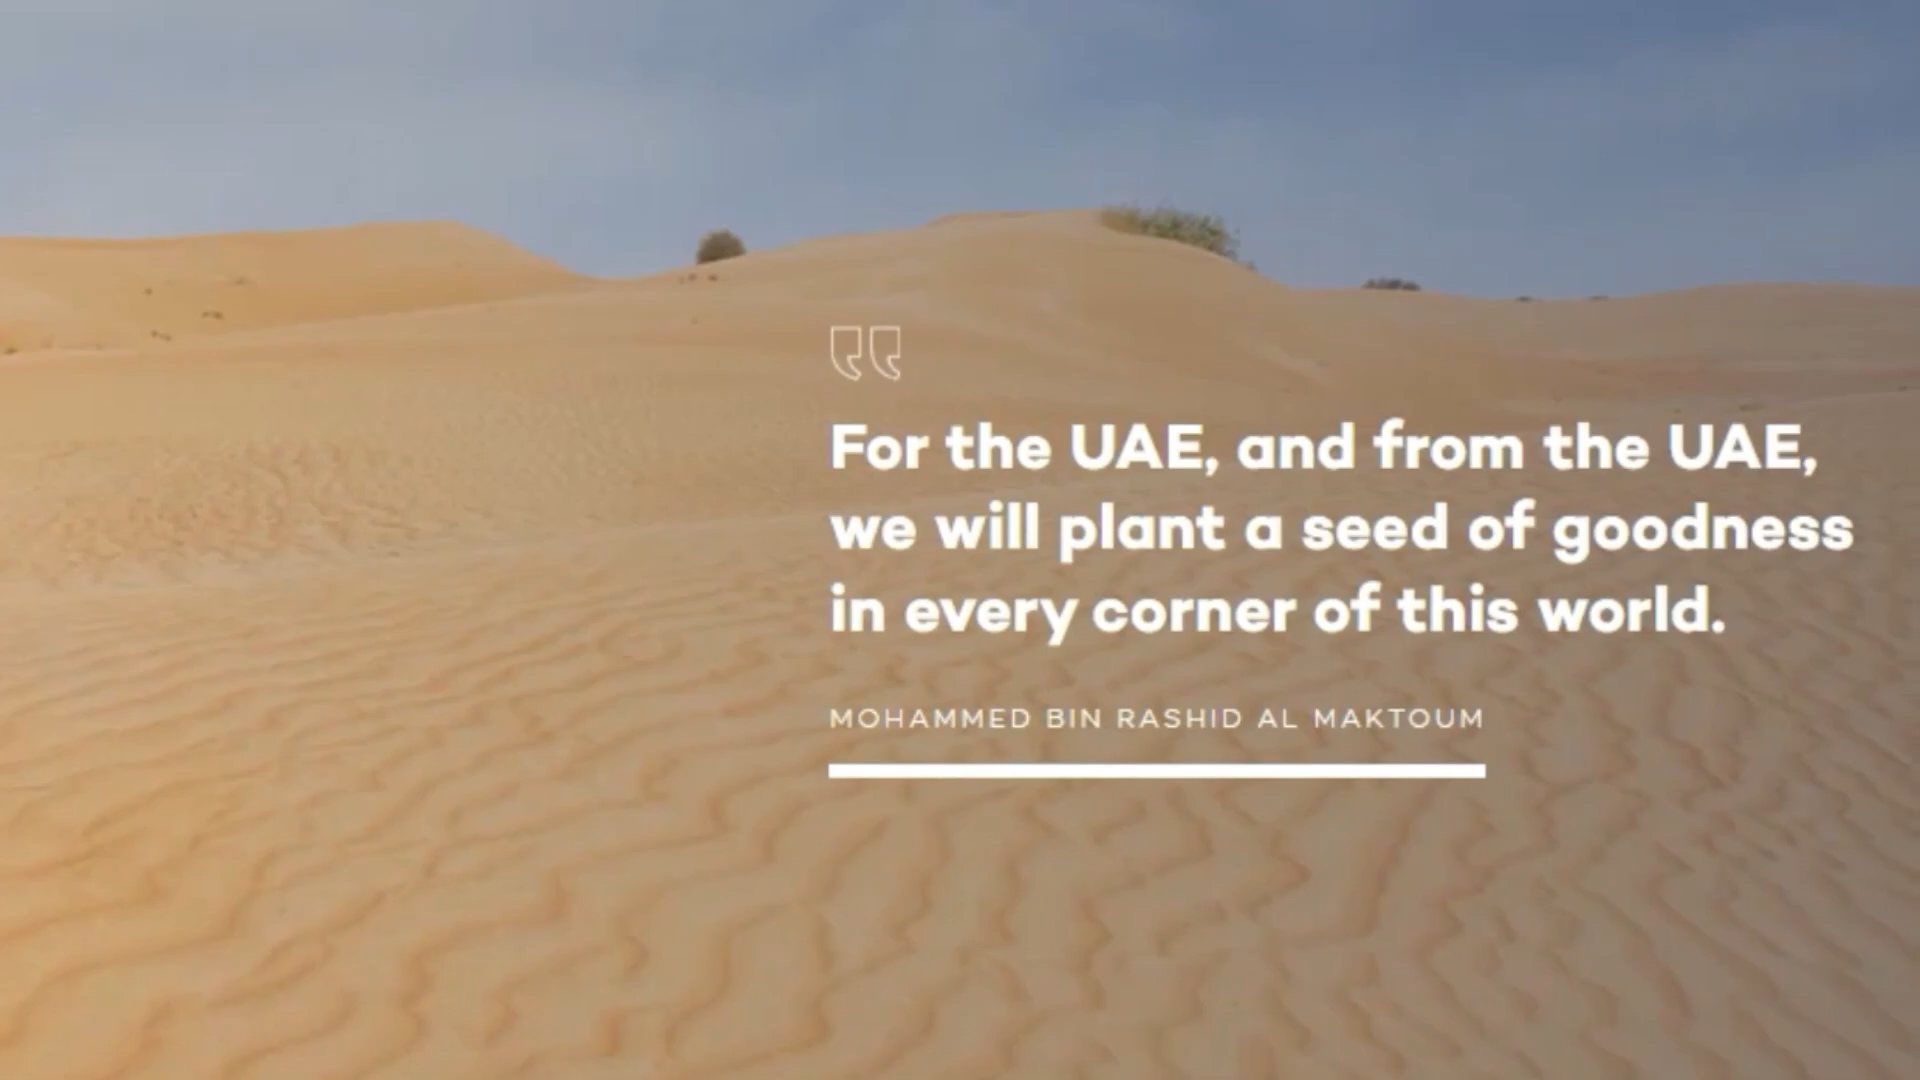 For the UAE, and from the UAE,
we will plant a seed of goodness
in every corner of this world.
MOHAMMED BIN RASHID AL MAKTOUM